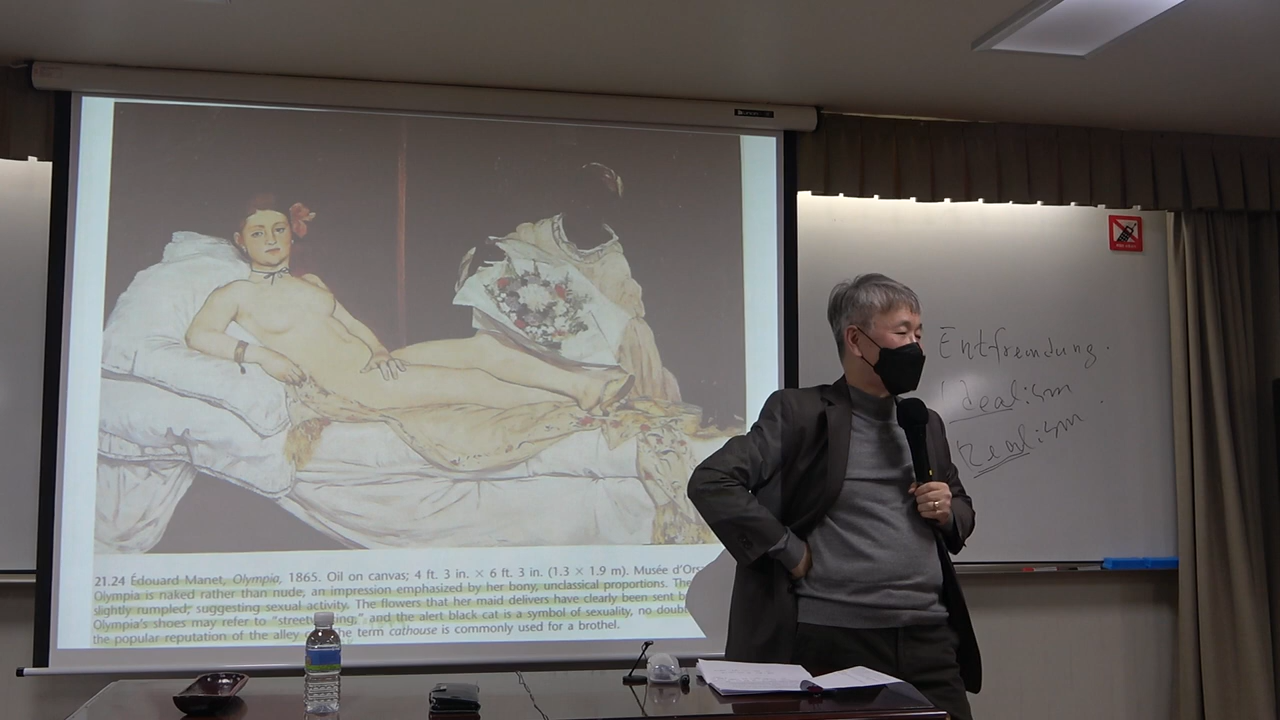 21.24 Édouard Manet, Olympia, 1865. Oil on canvas; 4 ft. 3 in. × 6 ft. 3 in. (1.3 × 1.9 m). Musée
Olympia is naked rather than nude, an impression emphasized by her bony, unclassical proportions. The
slightly rumpled, suggesting sexual activity. The flowers that her maid delivers have clearly been sent
Olympia's shoes may refer to and the alert black cat is a symbol of sexuality, no
the popular reputation of the alley the term cathouse is commonly used for a brothel.
Entfremdung.
Idealism
Realism.